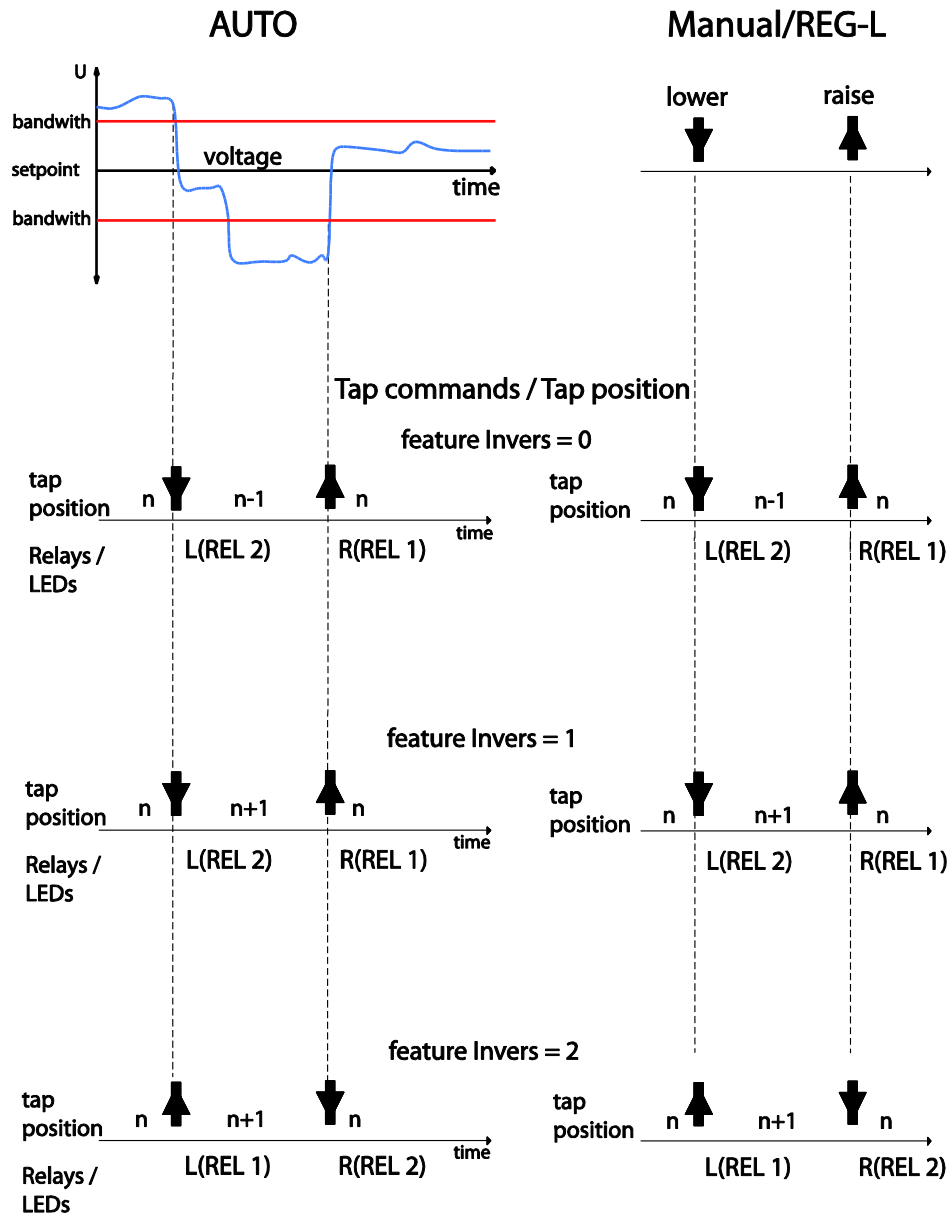 AUTO
Manual/REG-L
U
bandwith
setpoint
bandwith
voltage
time
lower raise
Tap commands / Tap position
feature Invers = 0
tap
position
n n-1 n
time
Relays /
LEDs
L(REL 2) R(REL 1)
tap
position
n n-1 n
L(REL 2) R(REL 1)
feature Invers = 1
tap
position
n n+1 n
time
Relays /
LEDs
L(REL 2) R(REL 1)
tap
position
n n+1 n
L(REL 2) R(REL 1)
feature Invers = 2
tap
position
n n+1 n
time
Relays /
LEDs
L(REL 1) R(REL 2)
tap
position
n n+1 n
L(REL 1) R(REL 2)